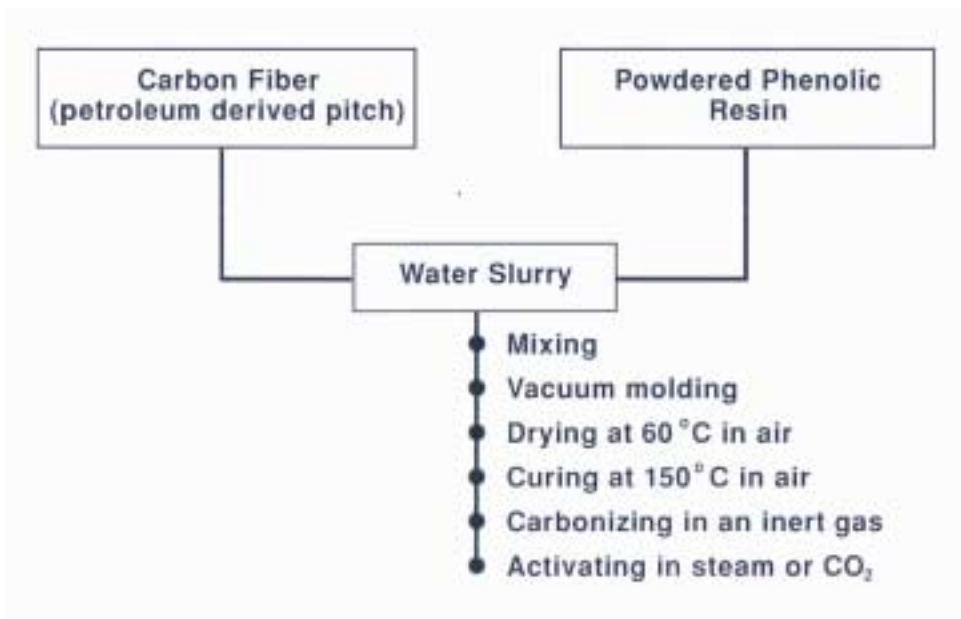 Carbon Fiber
(petroleum derived pitch)
Powdered Phenolic
Resin
Water Slurry
Mixing
Vacuum molding
Drying at 60 °C in air
Curing at 150 °C in air
Carbonizing in an inert gas
Activating in steam or CO₂